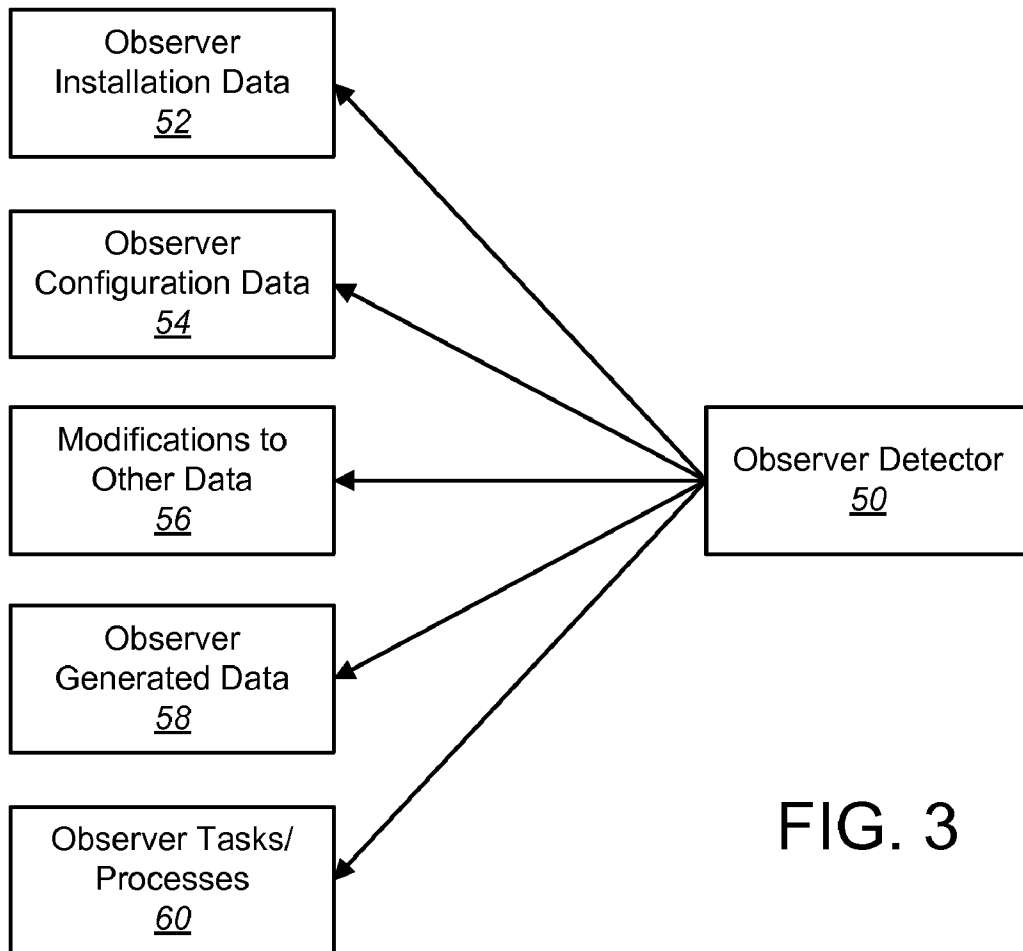 Observer
Installation Data
52
Observer
Configuration Data
54
Modifications to
Other Data
56
Observer
Generated Data
58
Observer Tasks/
Processes
60
Observer Detector
50
FIG. 3